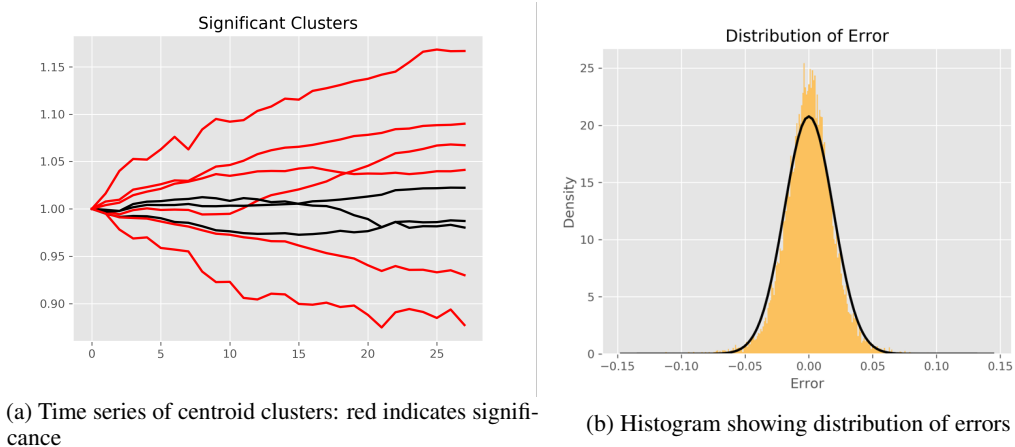 Significant Clusters
1.15
1.10
1.05
1.00
0.95
0.90
0 5 10 15 20 25
(a) Time series of centroid clusters: red indicates signifi-
cance
Distribution of Error
25
20
15
10
5
0
Density
−0.15 −0.10 −0.05 0.00 0.05 0.10 0.15
Error
(b) Histogram showing distribution of errors